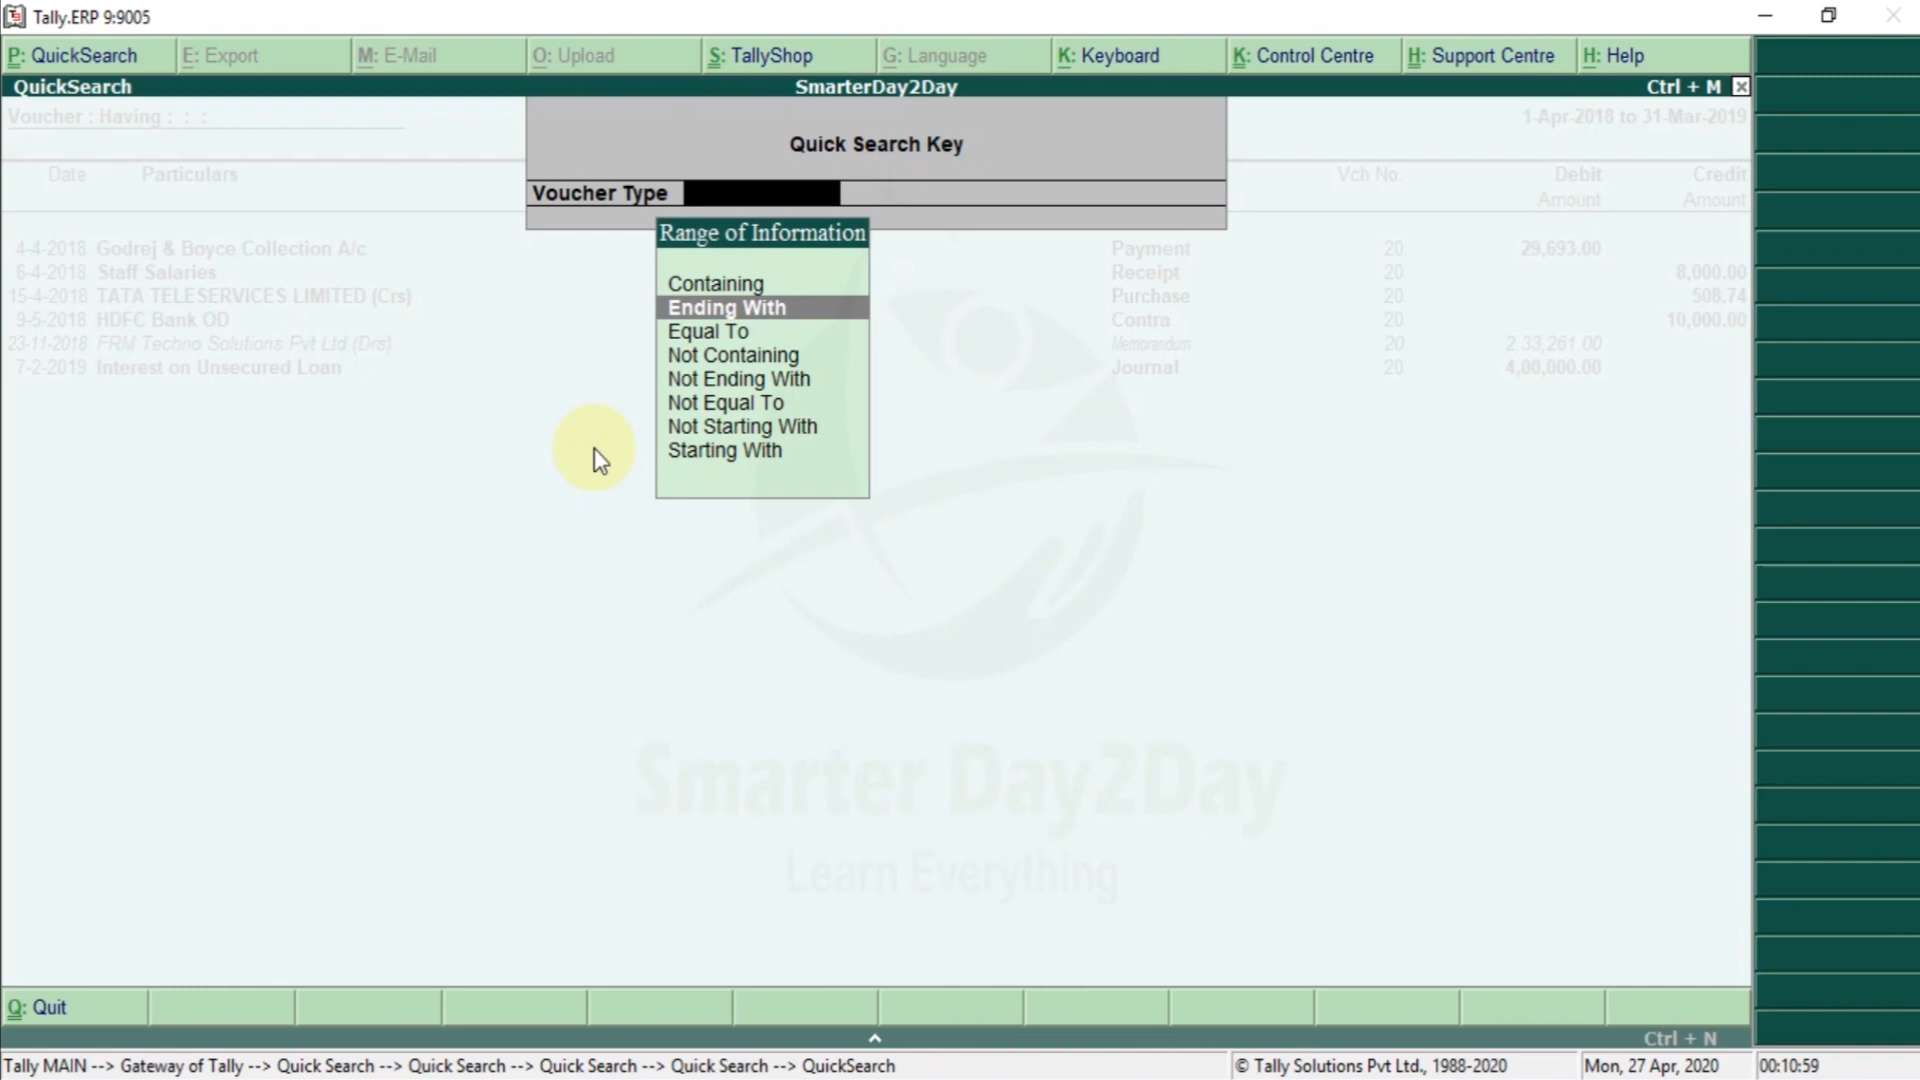 Tally.ERP 9:9005
P: QuickSearch E: Export M: E-Mail O: Upload S: TallyShop G: Language K: Keyboard K: Control Centre H: Support Centre H: Help
QuickSearch SmarterDay2Day Ctrl + M
Voucher : Having : : : 1-Apr-2018 to 31-Mar-2019
Quick Search Key
Date Particulars Vch No. Debit Credit
Amount Amount
Voucher Type
Range of Information
Containing
Ending With
Equal To
Not Containing
Not Ending With
Not Equal To
Not Starting With
Starting With
4-4-2018 Godrej & Boyce Collection A/c Payment 20 29,693.00
6-4-2018 Staff Salaries Receipt 20 8,000.00
15-4-2018 TATA TELESERVICES LIMITED (Crs) Purchase 20 508.74
9-5-2018 HDFC Bank OD Contra 20 10,000.00
23-11-2018 FRM Techno Solutions Pvt Ltd (Drs) Memorandum 20 2,33,261.00
7-2-2019 Interest on Unsecured Loan Journal 20 4,00,000.00
Smarter Day2Day
Learn Everything
Q: Quit
Ctrl + N
Tally MAIN --> Gateway of Tally --> Quick Search --> Quick Search --> Quick Search --> Quick Search --> QuickSearch © Tally Solutions Pvt Ltd., 1988-2020 Mon, 27 Apr, 2020 00:10:59